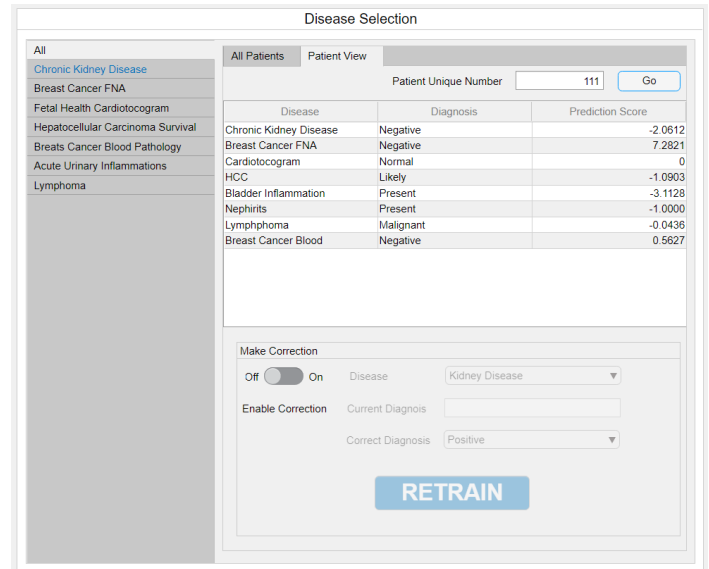 Disease Selection
All
Chronic Kidney Disease
Breast Cancer FNA
Fetal Health Cardiotocogram
Hepatocellular Carcinoma Survival
Breats Cancer Blood Pathology
Acute Urinary Inflammations
Lymphoma
All Patients Patient View
Patient Unique Number 111 Go
Disease Diagnosis Prediction Score
Chronic Kidney Disease Negative -2.0612
Breast Cancer FNA Negative 7.2821
Cardiotocogram Normal 0
HCC Likely -1.0903
Bladder Inflammation Present -3.1128
Nephirits Present -1.0000
Lymphphoma Malignant -0.0436
Breast Cancer Blood Negative 0.5627
Make Correction
Off On Disease Kidney Disease
Enable Correction Current Diagnois
Correct Diagnosis Positive
RETRAIN